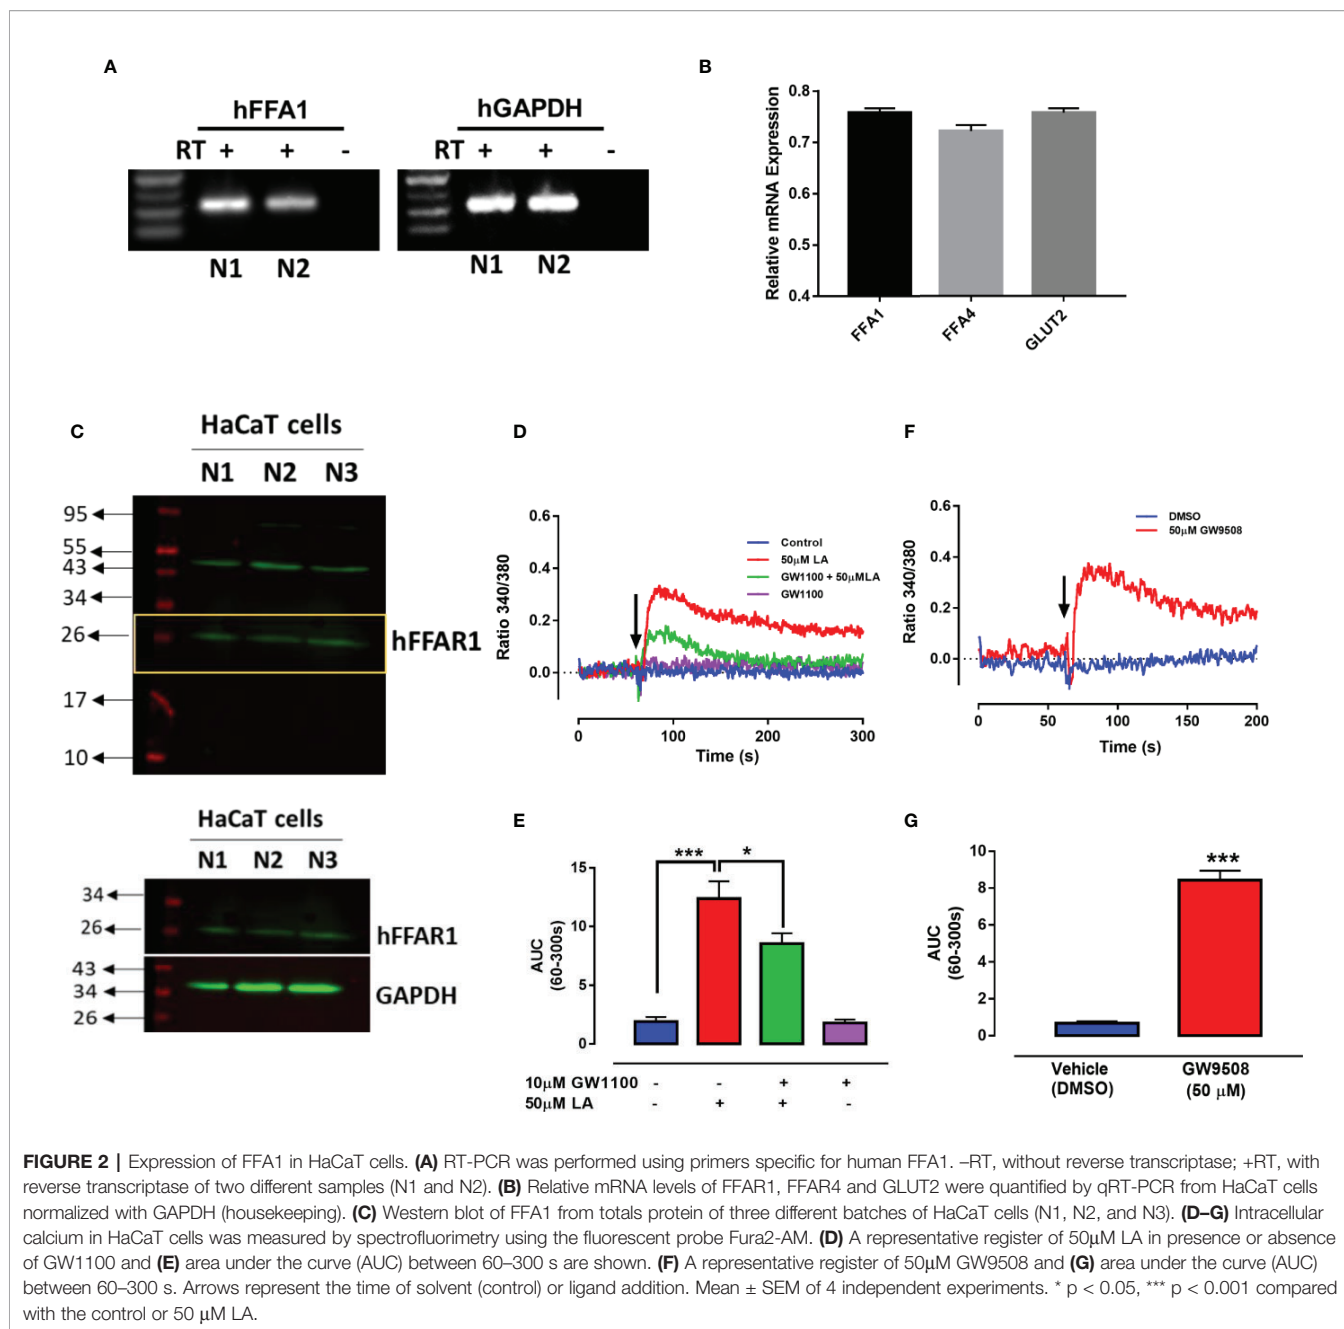 A
hFFA1
RT + + -
N1 N2
hGAPDH
RT + + -
N1 N2
B
Relative mRNA Expression
0.8
0.7
0.6
0.5
0.4
FFA1
FFA4
GLUT2
C
HaCaT cells
N1 N2 N3
95
55
43
34
26
17
10
hFFAR1
HaCaT cells
N1 N2 N3
34
26
hFFAR1
43
34
26
GAPDH
D
Ratio 340/380
0.6
0.4
0.2
0.0
Control
50μM LA
GW1100 + 50μMLA
GW1100
0 100 200 300
Time (s)
F
Ratio 340/380
0.6
0.4
0.2
0.0
DMSO
50μM GW9508
0 50 100 150 200
Time (s)
E
AUC
(60-300s)
15
10
5
0
*** *
10μM GW1100 - - + +
50μM LA - + + -
G
AUC
(60-300s)
10
8
6
4
2
0
***
Vehicle
(DMSO)
GW9508
(50 μM)
FIGURE 2 | Expression of FFA1 in HaCaT cells. (A) RT-PCR was performed using primers specific for human FFA1. –RT, without reverse transcriptase; +RT, with
reverse transcriptase of two different samples (N1 and N2). (B) Relative mRNA levels of FFAR1, FFAR4 and GLUT2 were quantified by qRT-PCR from HaCaT cells
normalized with GAPDH (housekeeping). (C) Western blot of FFA1 from totals protein of three different batches of HaCaT cells (N1, N2, and N3). (D–G) Intracellular
calcium in HaCaT cells was measured by spectrofluorimetry using the fluorescent probe Fura2-AM. (D) A representative register of 50μM LA in presence or absence
of GW1100 and (E) area under the curve (AUC) between 60–300 s are shown. (F) A representative register of 50μM GW9508 and (G) area under the curve (AUC)
between 60–300 s. Arrows represent the time of solvent (control) or ligand addition. Mean ± SEM of 4 independent experiments. * p < 0.05, *** p < 0.001 compared
with the control or 50 μM LA.